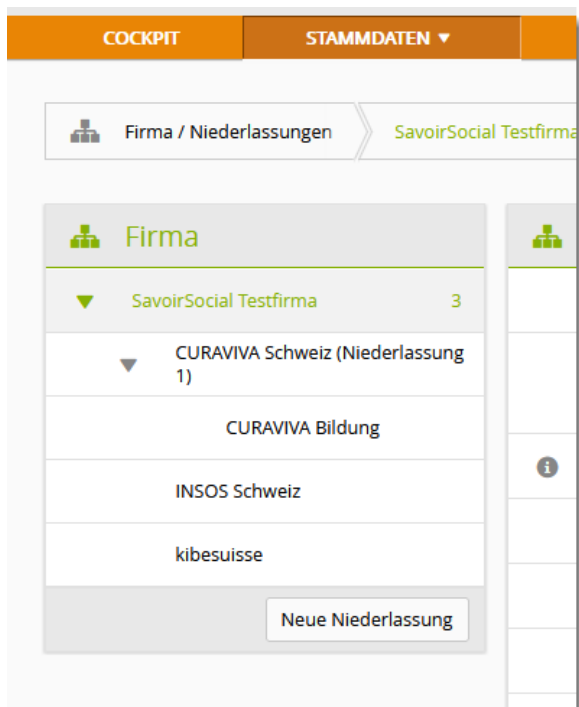 COCKPIT
STAMMDATEN ▼
Firma / Niederlassungen
SavoirSocial Testfirma
Firma
SavoirSocial Testfirma 3
CURAVIVA Schweiz (Niederlassung
1)
CURAVIVA Bildung
INSOS Schweiz
kibesuisse
Neue Niederlassung